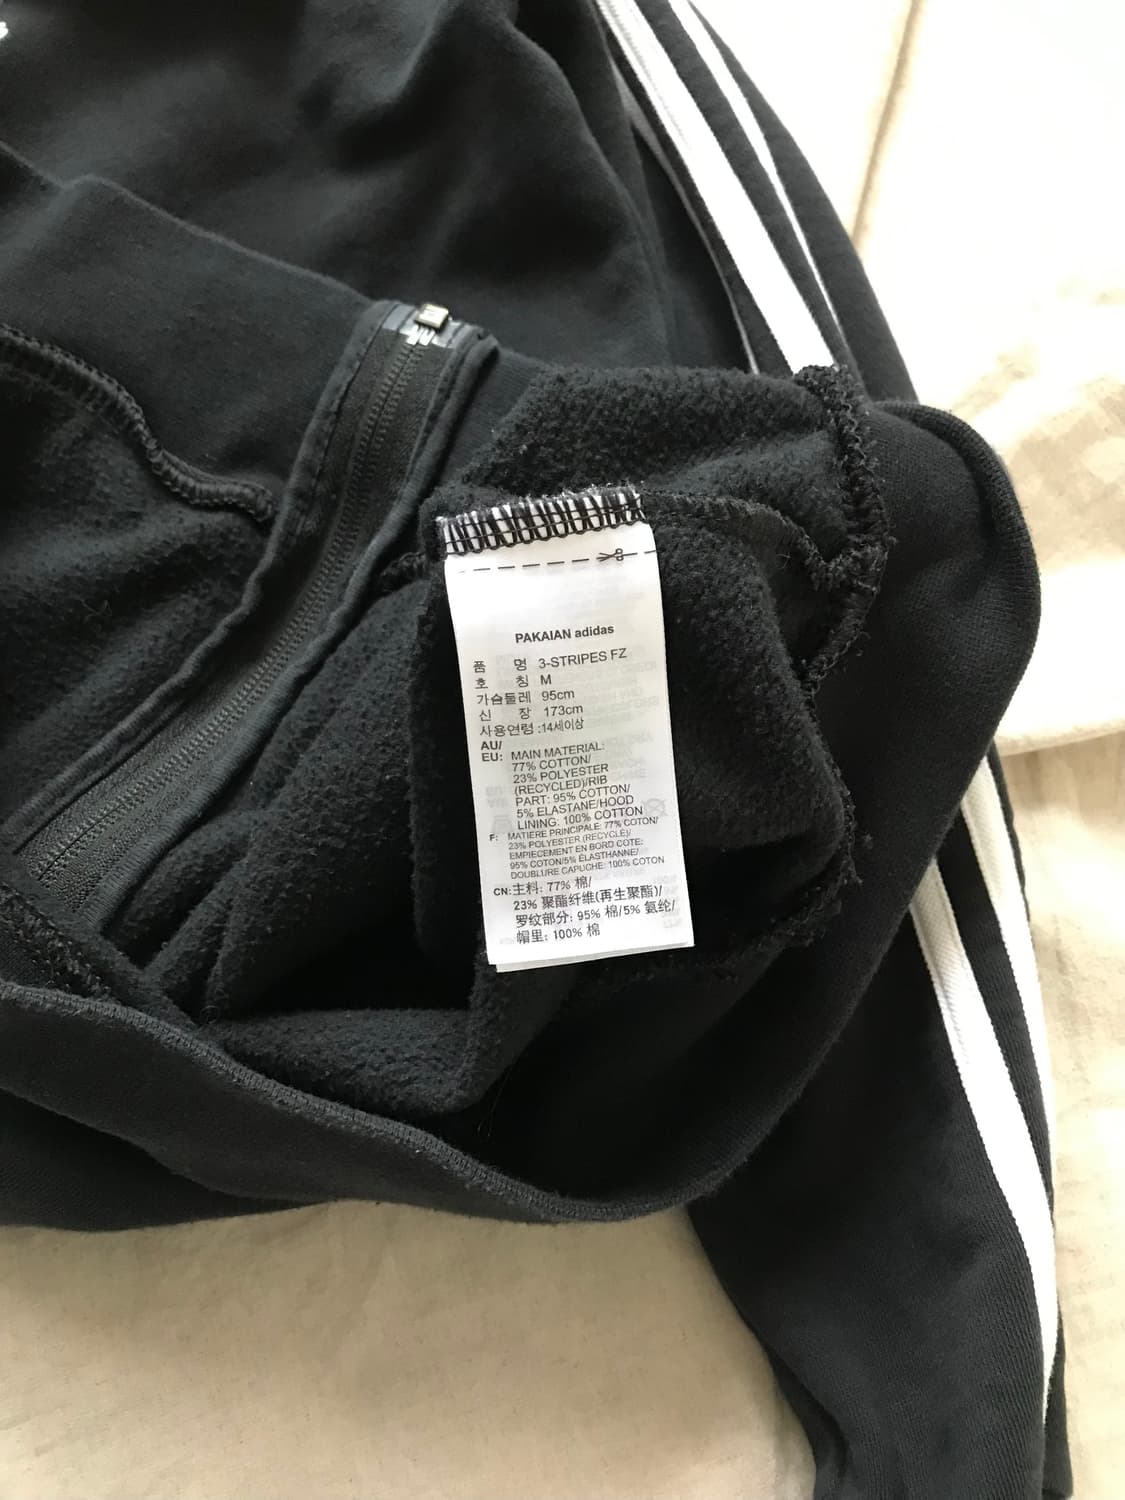 PAKAIAN adidas
품 명 3-STRIPES FZ
호 칭 M
가슴둘레 95cm
신 장 173cm
사용연령 :14세이상
AU/
EU: MAIN MATERIAL:
77% COTTON/
23% POLYESTER
(RECYCLED)/RIB
PART: 95% COTTON/
5% ELASTANE/HOOD
LINING: 100% COTTON
F: MATIERE PRINCIPALE: 77% COTON/
23% POLYESTER (RECYCLÉ)/
EMPIECEMENT EN BORD COTE:
95% COTON/5% ÉLASTHANNE/
DOUBLURE CAPUCHE: 100% COTON
CN: 主料: 77% 棉/
23% 聚酯纤维(再生聚酯)/
罗纹部分: 95% 棉/5% 氨纶/
帽里: 100% 棉